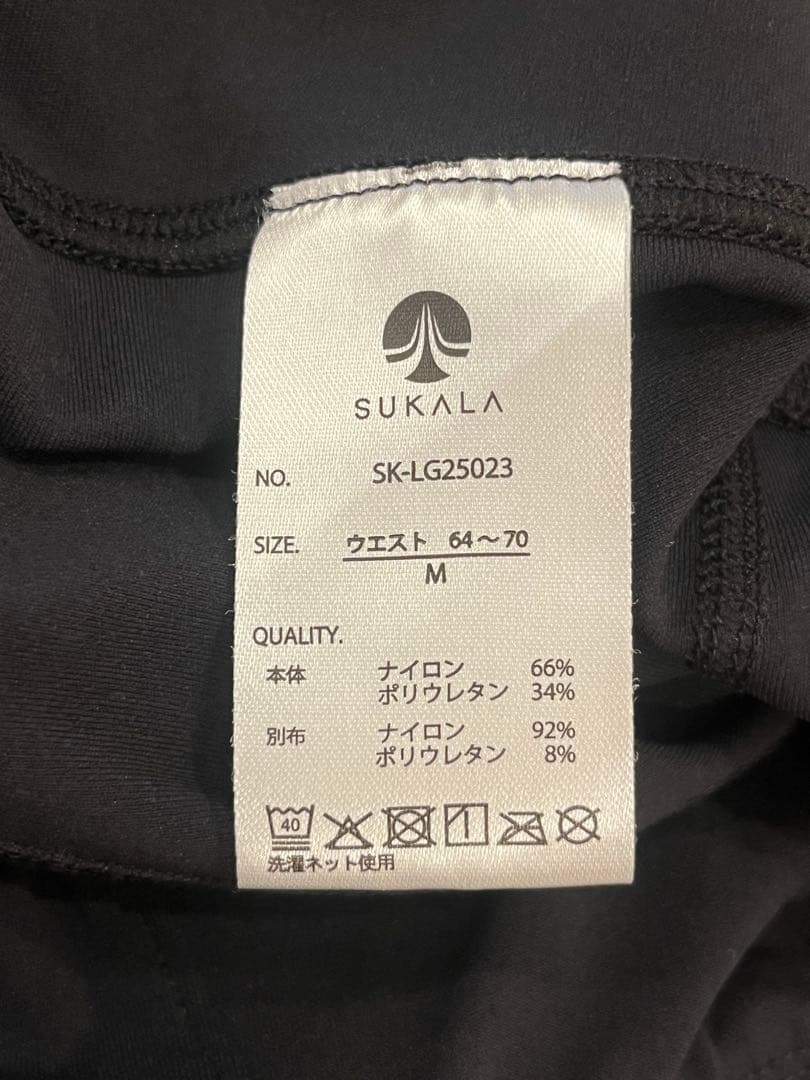 SUKALA
NO. SK-LG25023
SIZE. ウエスト 64～70
M
QUALITY.
本体 ナイロン 66%
ポリウレタン 34%
別布 ナイロン 92%
ポリウレタン 8%
40
洗濯ネット使用